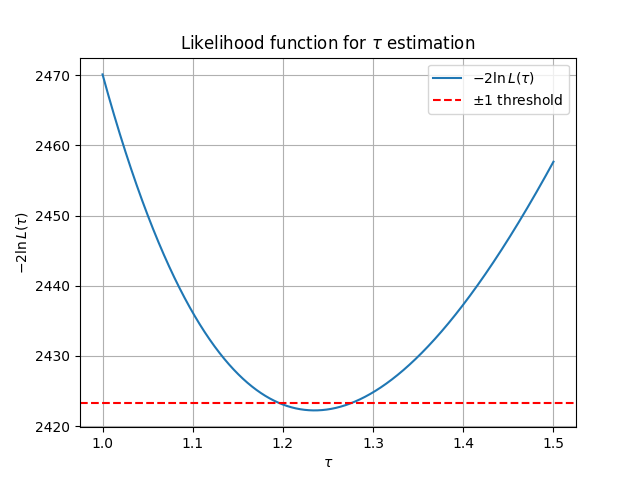 Likelihood function for τ estimation
−2ln L(τ)
±1 threshold
2470
2460
2450
2440
2430
2420
−2ln L(τ)
1.0 1.1 1.2 1.3 1.4 1.5
τ